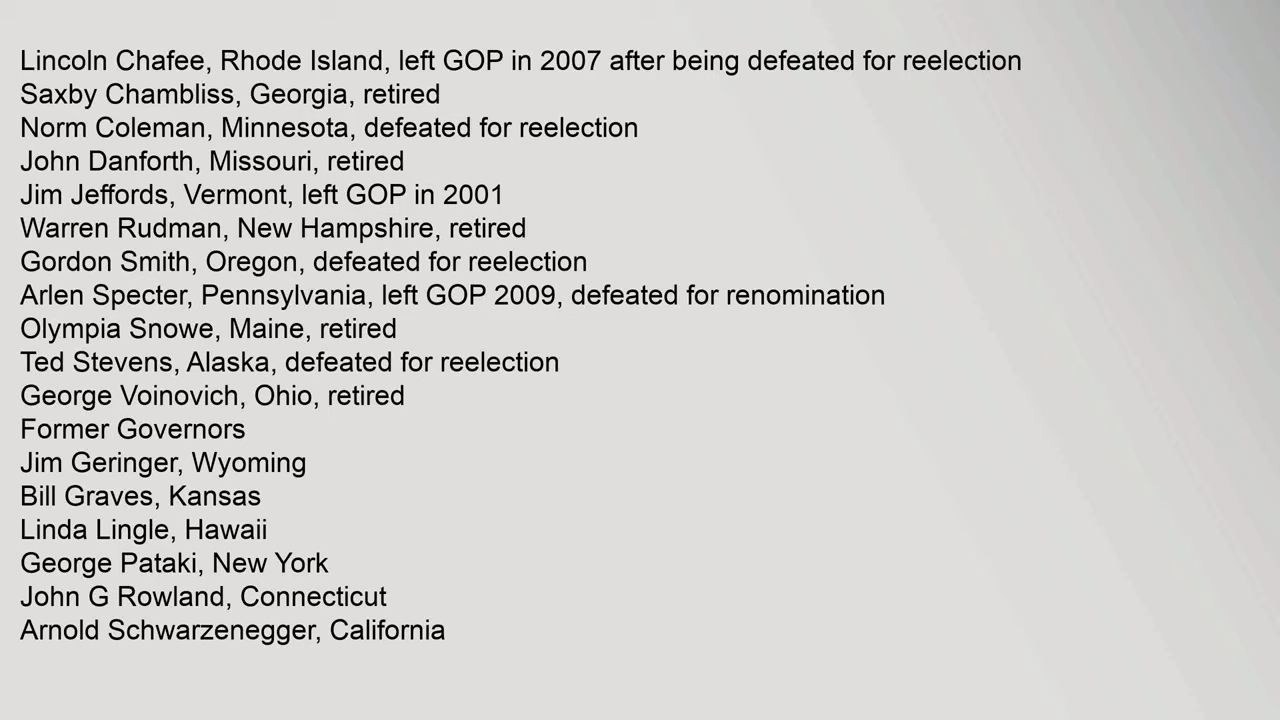 Lincoln Chafee, Rhode Island, left GOP in 2007 after being defeated for reelection
Saxby Chambliss, Georgia, retired
Norm Coleman, Minnesota, defeated for reelection
John Danforth, Missouri, retired
Jim Jeffords, Vermont, left GOP in 2001
Warren Rudman, New Hampshire, retired
Gordon Smith, Oregon, defeated for reelection
Arlen Specter, Pennsylvania, left GOP 2009, defeated for renomination
Olympia Snowe, Maine, retired
Ted Stevens, Alaska, defeated for reelection
George Voinovich, Ohio, retired
Former Governors
Jim Geringer, Wyoming
Bill Graves, Kansas
Linda Lingle, Hawaii
George Pataki, New York
John G Rowland, Connecticut
Arnold Schwarzenegger, California